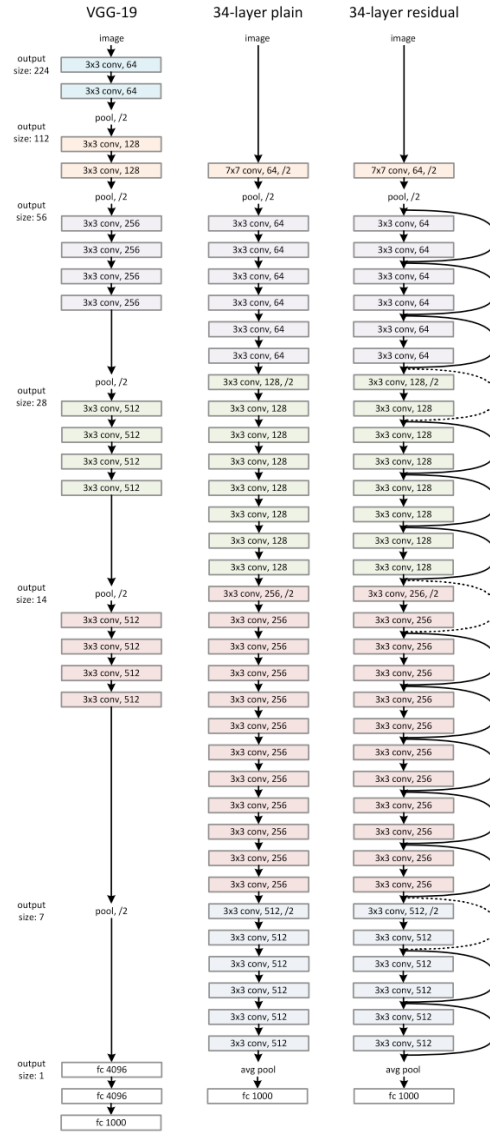 VGG-19
34-layer plain
34-layer residual
output
size: 224
image
3x3 conv, 64
3x3 conv, 64
pool, /2
output
size: 112
3x3 conv, 128
3x3 conv, 128
pool, /2
output
size: 56
3x3 conv, 256
3x3 conv, 256
3x3 conv, 256
3x3 conv, 256
pool, /2
output
size: 28
3x3 conv, 512
3x3 conv, 512
3x3 conv, 512
3x3 conv, 512
output
size: 14
pool, /2
3x3 conv, 512
3x3 conv, 512
3x3 conv, 512
3x3 conv, 512
output
size: 7
pool, /2
output
size: 1
fc 4096
fc 4096
fc 1000
image
7x7 conv, 64, /2
pool, /2
3x3 conv, 64
3x3 conv, 64
3x3 conv, 64
3x3 conv, 64
3x3 conv, 64
3x3 conv, 64
3x3 conv, 128, /2
3x3 conv, 128
3x3 conv, 128
3x3 conv, 128
3x3 conv, 128
3x3 conv, 128
3x3 conv, 128
3x3 conv, 128
3x3 conv, 256, /2
3x3 conv, 256
3x3 conv, 256
3x3 conv, 256
3x3 conv, 256
3x3 conv, 256
3x3 conv, 256
3x3 conv, 256
3x3 conv, 256
3x3 conv, 256
3x3 conv, 256
3x3 conv, 256
3x3 conv, 512, /2
3x3 conv, 512
3x3 conv, 512
3x3 conv, 512
3x3 conv, 512
3x3 conv, 512
avg pool
fc 1000
image
7x7 conv, 64, /2
pool, /2
3x3 conv, 64
3x3 conv, 64
3x3 conv, 64
3x3 conv, 64
3x3 conv, 64
3x3 conv, 64
3x3 conv, 128, /2
3x3 conv, 128
3x3 conv, 128
3x3 conv, 128
3x3 conv, 128
3x3 conv, 128
3x3 conv, 128
3x3 conv, 128
3x3 conv, 256, /2
3x3 conv, 256
3x3 conv, 256
3x3 conv, 256
3x3 conv, 256
3x3 conv, 256
3x3 conv, 256
3x3 conv, 256
3x3 conv, 256
3x3 conv, 256
3x3 conv, 256
3x3 conv, 256
3x3 conv, 512, /2
3x3 conv, 512
3x3 conv, 512
3x3 conv, 512
3x3 conv, 512
3x3 conv, 512
avg pool
fc 1000